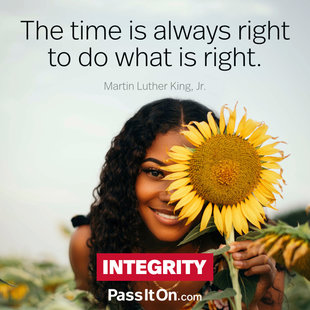 The time is always right
to do what is right.
Martin Luther King, Jr.
INTEGRITY
PassItOn.com